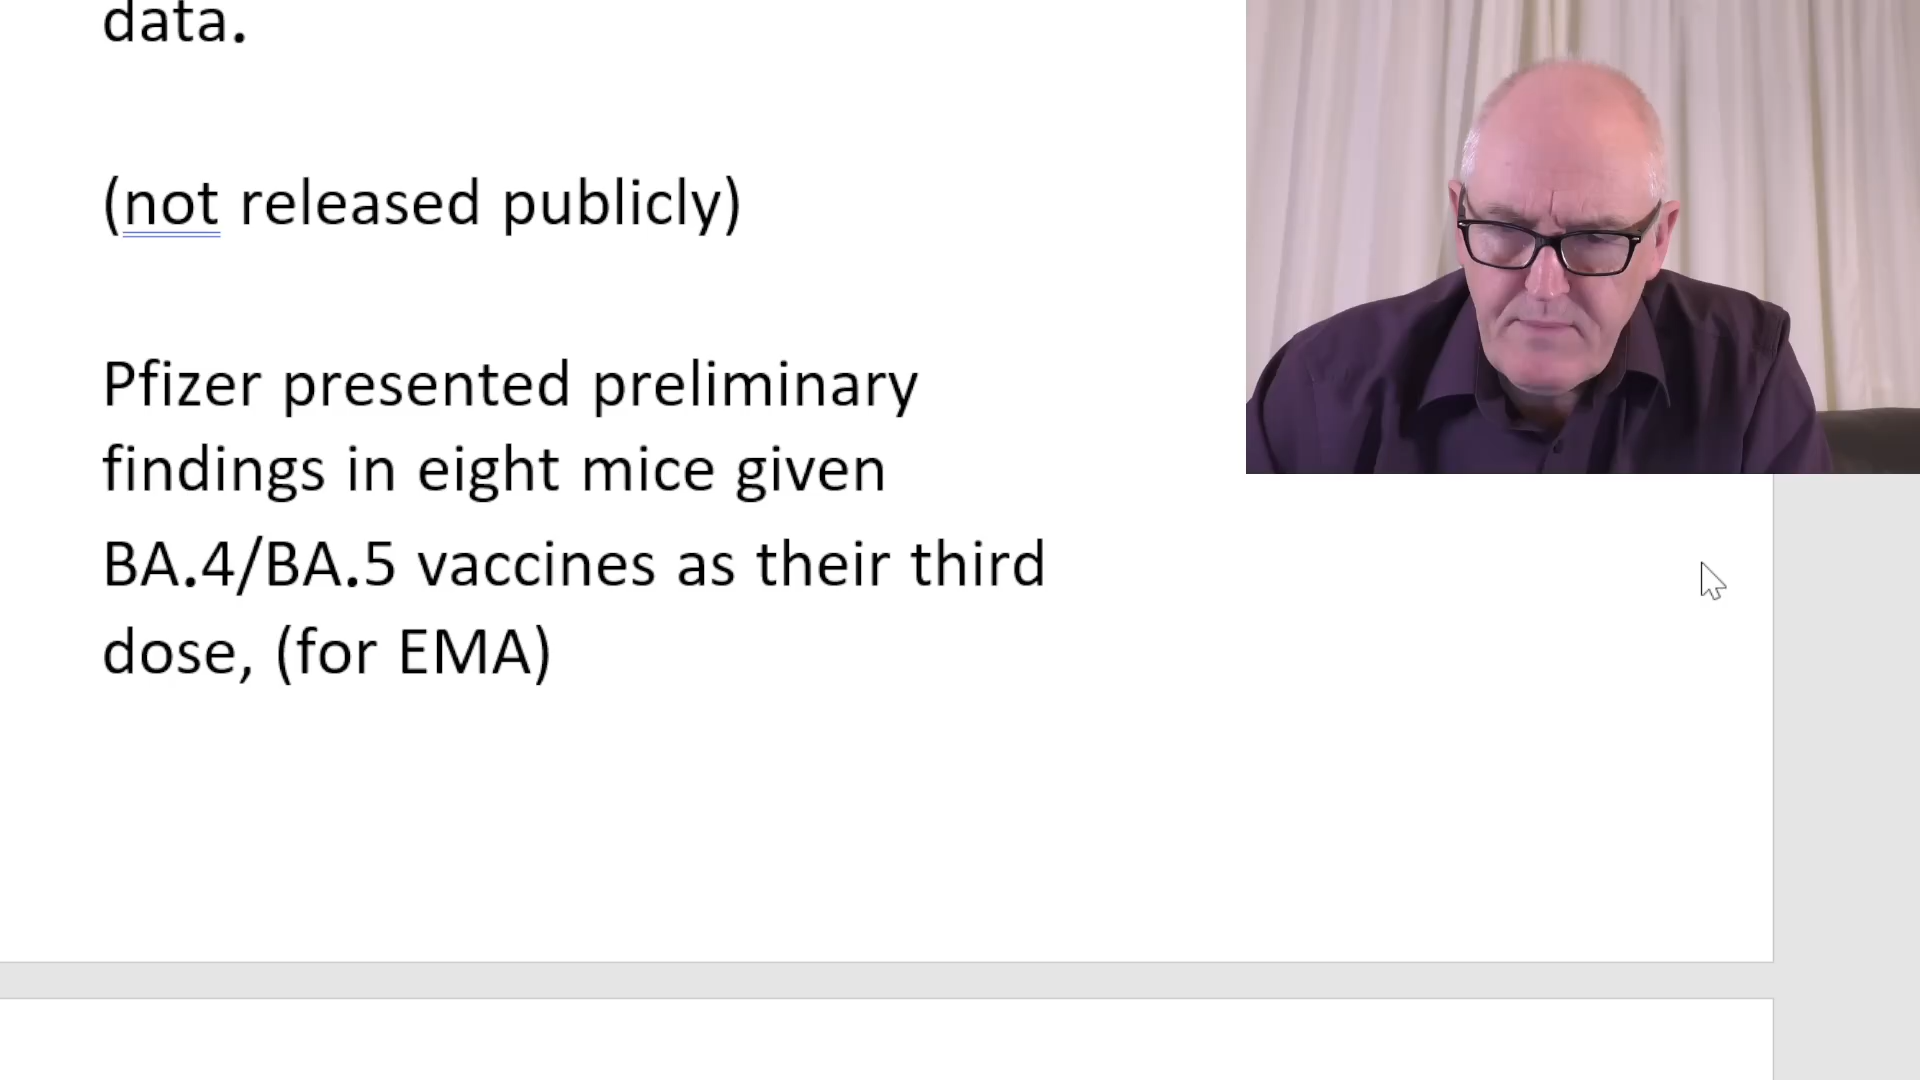 data.
(not released publicly)
Pfizer presented preliminary
findings in eight mice given
BA.4/BA.5 vaccines as their third
dose, (for EMA)